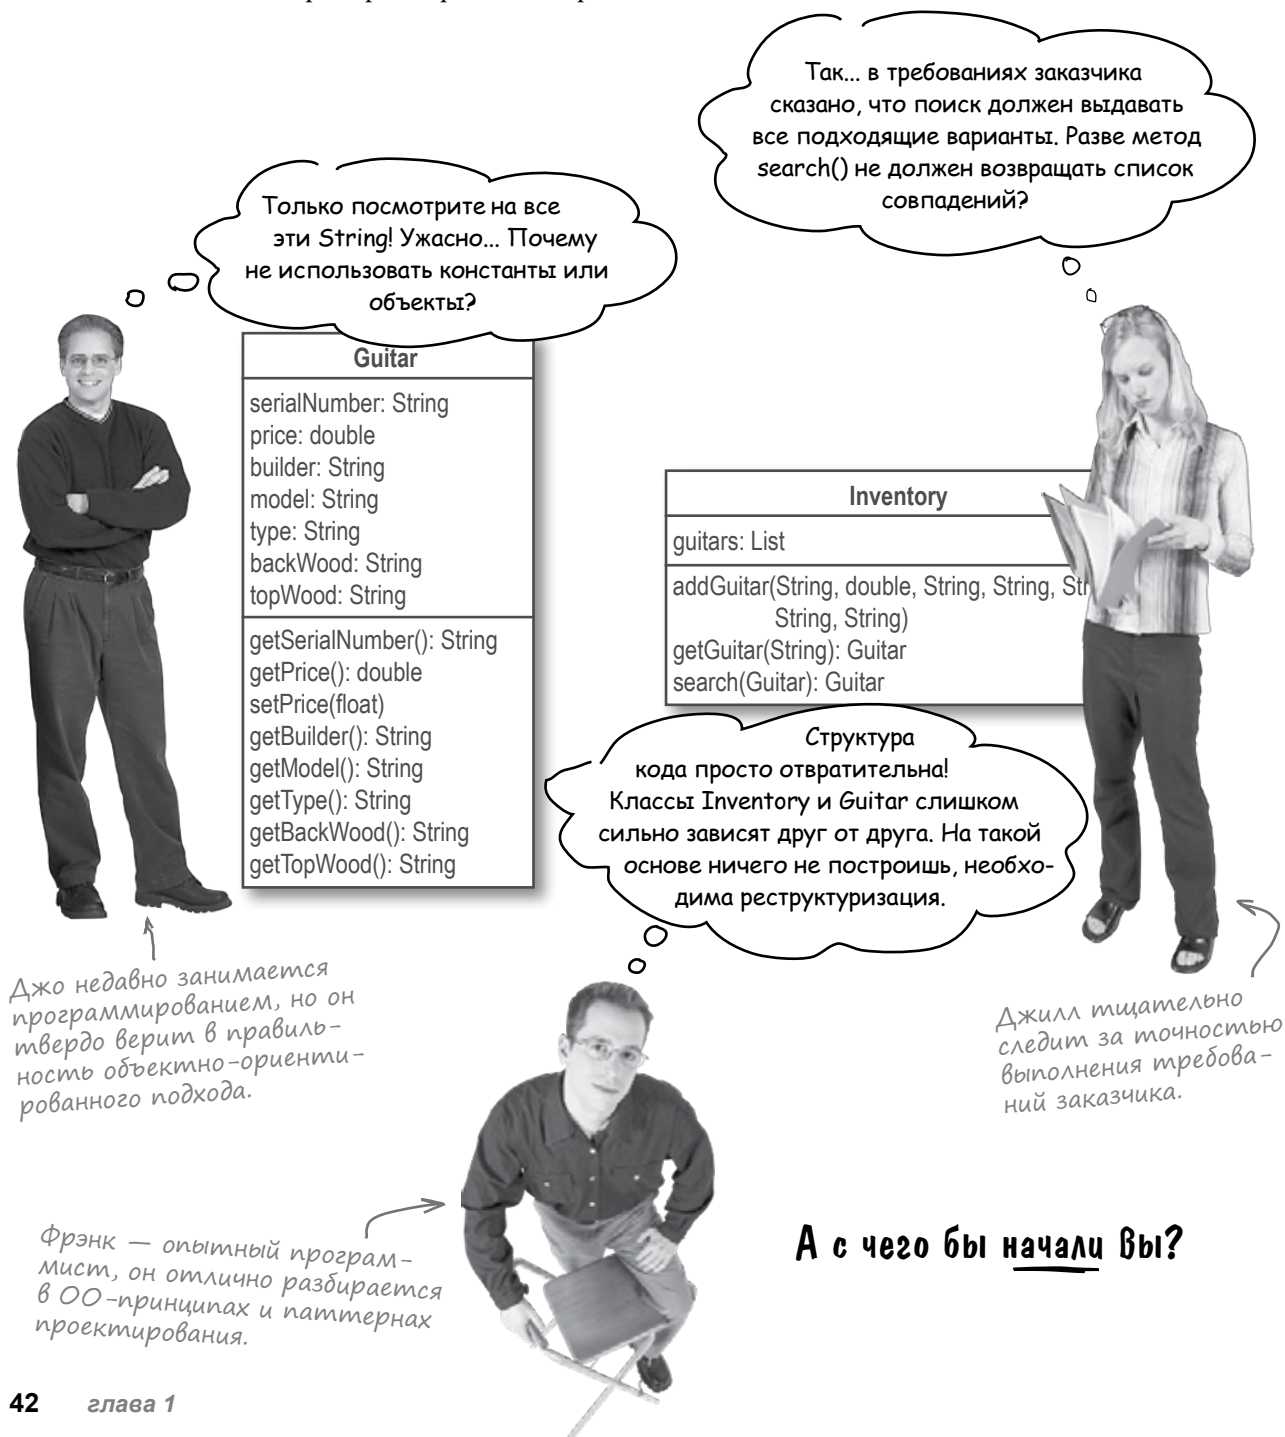 Так... в требованиях заказчика
сказано, что поиск должен выдавать
все подходящие варианты. Разве метод
search() не должен возвращать список
совпадений?
Только посмотрите на все
эти String! Ужасно... Почему
не использовать константы или
объекты?
Guitar
serialNumber: String
price: double
builder: String
model: String
type: String
backWood: String
topWood: String
getSerialNumber(): String
getPrice(): double
setPrice(float)
getBuilder(): String
getModel(): String
getType(): String
getBackWood(): String
getTopWood(): String
Inventory
guitars: List
addGuitar(String, double, String, String,
String, String)
getGuitar(String): Guitar
search(Guitar): Guitar
Структура
кода просто отвратительна!
Классы Inventory и Guitar слишком
сильно зависят друг от друга. На такой
основе ничего не построишь, необхо-
дима реструктуризация.
Джо недавно занимается
программированием, но он
твердо верит в правиль-
ность объектно-ориенти-
рованного подхода.
Джилл тщательно
следит за точностью
выполнения требова-
ний заказчика.
Фрэнк — опытный програм-
мист, он отлично разбирается
в ОО-принципах и паттернах
проектирования.
А с чего бы начали Вы?
42 глава 1